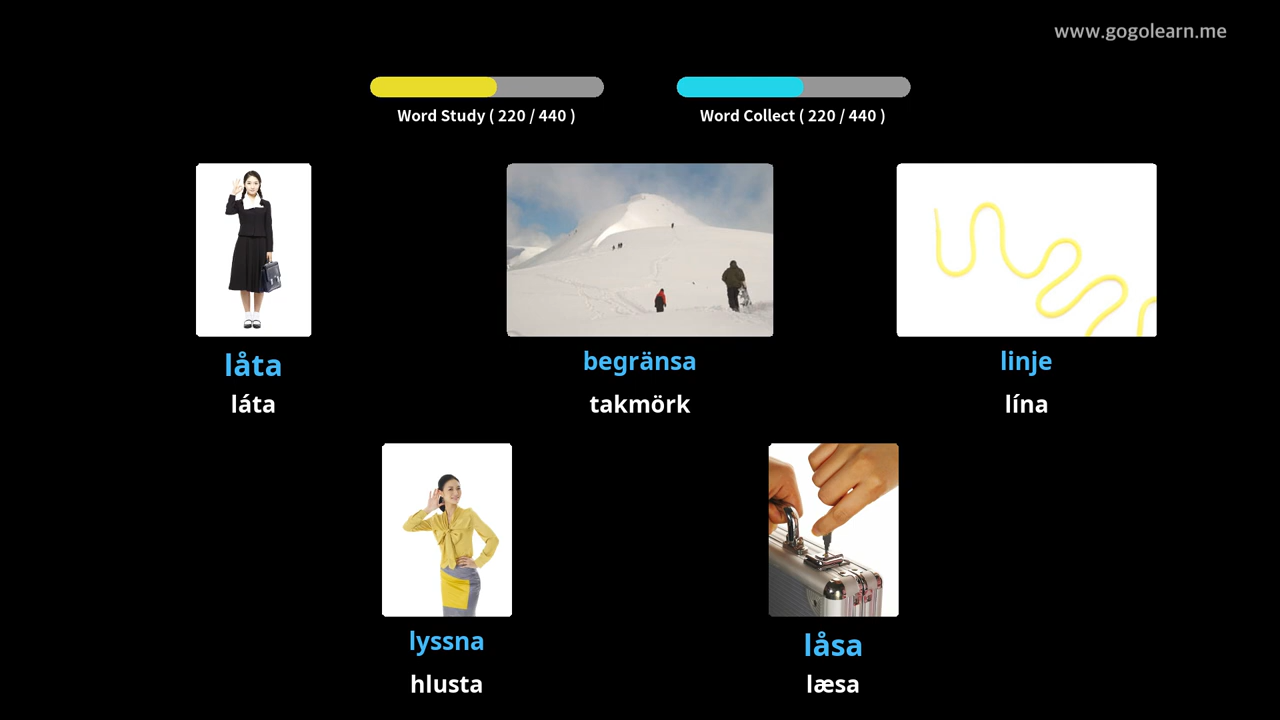 www.gogolearn.me
Word Study ( 220 / 440 )
Word Collect ( 220 / 440 )
låta
láta
begränsa
takmörk
linje
lína
lyssna
hlusta
låsa
læsa